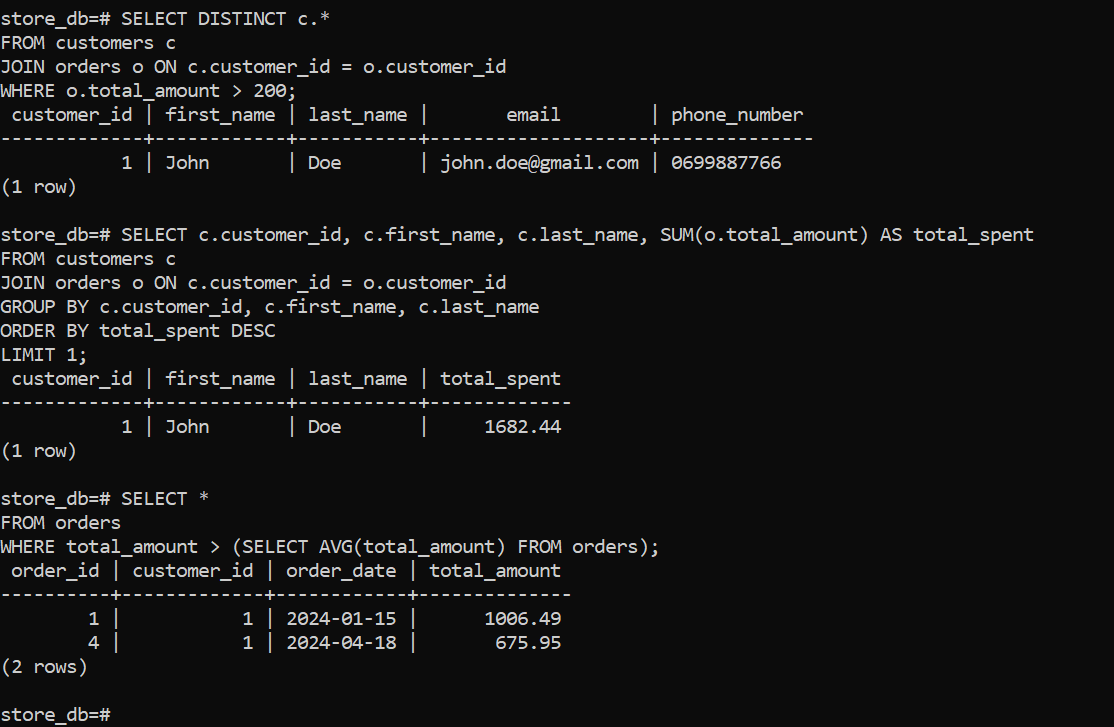 store_db=# SELECT DISTINCT c.*
FROM customers c
JOIN orders o ON c.customer_id = o.customer_id
WHERE o.total_amount > 200;
 customer_id | first_name | last_name |       email        | phone_number
-------------+------------+-----------+--------------------+--------------
           1 | John       | Doe       | john.doe@gmail.com | 0699887766
(1 row)

store_db=# SELECT c.customer_id, c.first_name, c.last_name, SUM(o.total_amount) AS total_spent
FROM customers c
JOIN orders o ON c.customer_id = o.customer_id
GROUP BY c.customer_id, c.first_name, c.last_name
ORDER BY total_spent DESC
LIMIT 1;
 customer_id | first_name | last_name | total_spent
-------------+------------+-----------+-------------
           1 | John       | Doe       |     1682.44
(1 row)

store_db=# SELECT *
FROM orders
WHERE total_amount > (SELECT AVG(total_amount) FROM orders);
 order_id | customer_id | order_date | total_amount
----------+-------------+------------+--------------
        1 |           1 | 2024-01-15 |      1006.49
        4 |           1 | 2024-04-18 |       675.95
(2 rows)

store_db=#